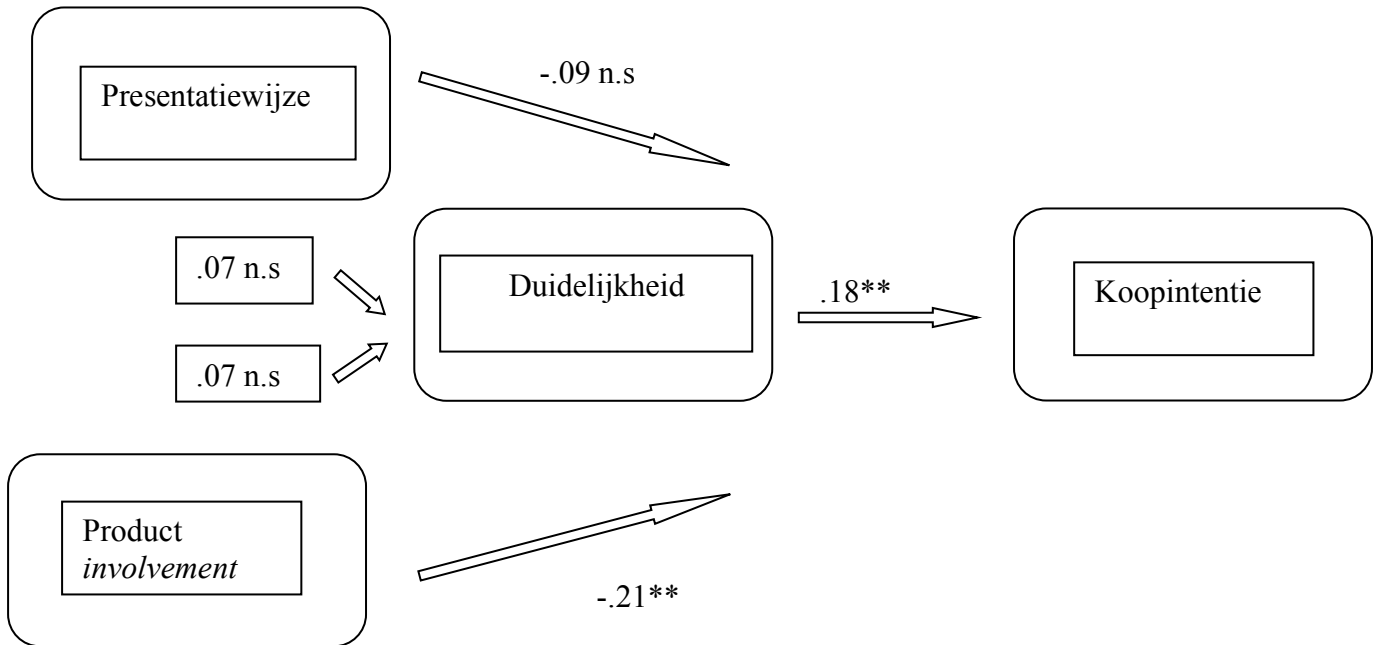 -.09 n.s
Presentatiewijze
.07 n.s
Duidelijkheid
.18**
Koopintentie
.07 n.s
Product
involvement
-.21**